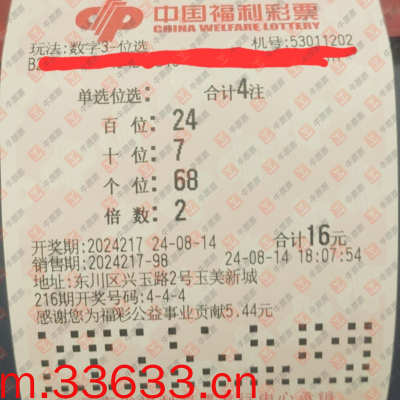 中国福利彩票
CHINA WELFARE LOTTERY
玩法:数字3-位选 机号:53011202
单选位选: 合计4注
百位: 24
十位: 7
个位: 68
倍数: 2
开奖期:2024217 24-08-14 合计16元
销售期:2024217-98 24-08-14 18:07:54
地址:东川区兴玉路2号玉美新城
216期开奖号码:4-4-4
感谢您为福彩公益事业贡献5.44元
m.33633.cn